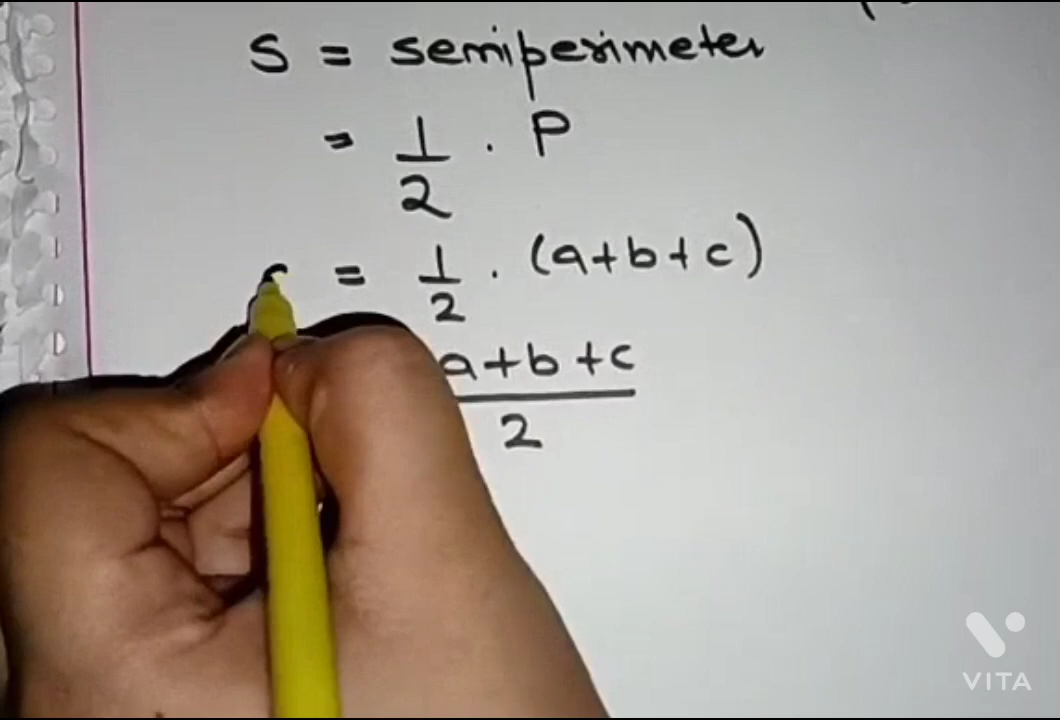 S = semiperimeter
= 1/2 . P
= 1/2 . (a+b+c)
a+b+c / 2
VITA